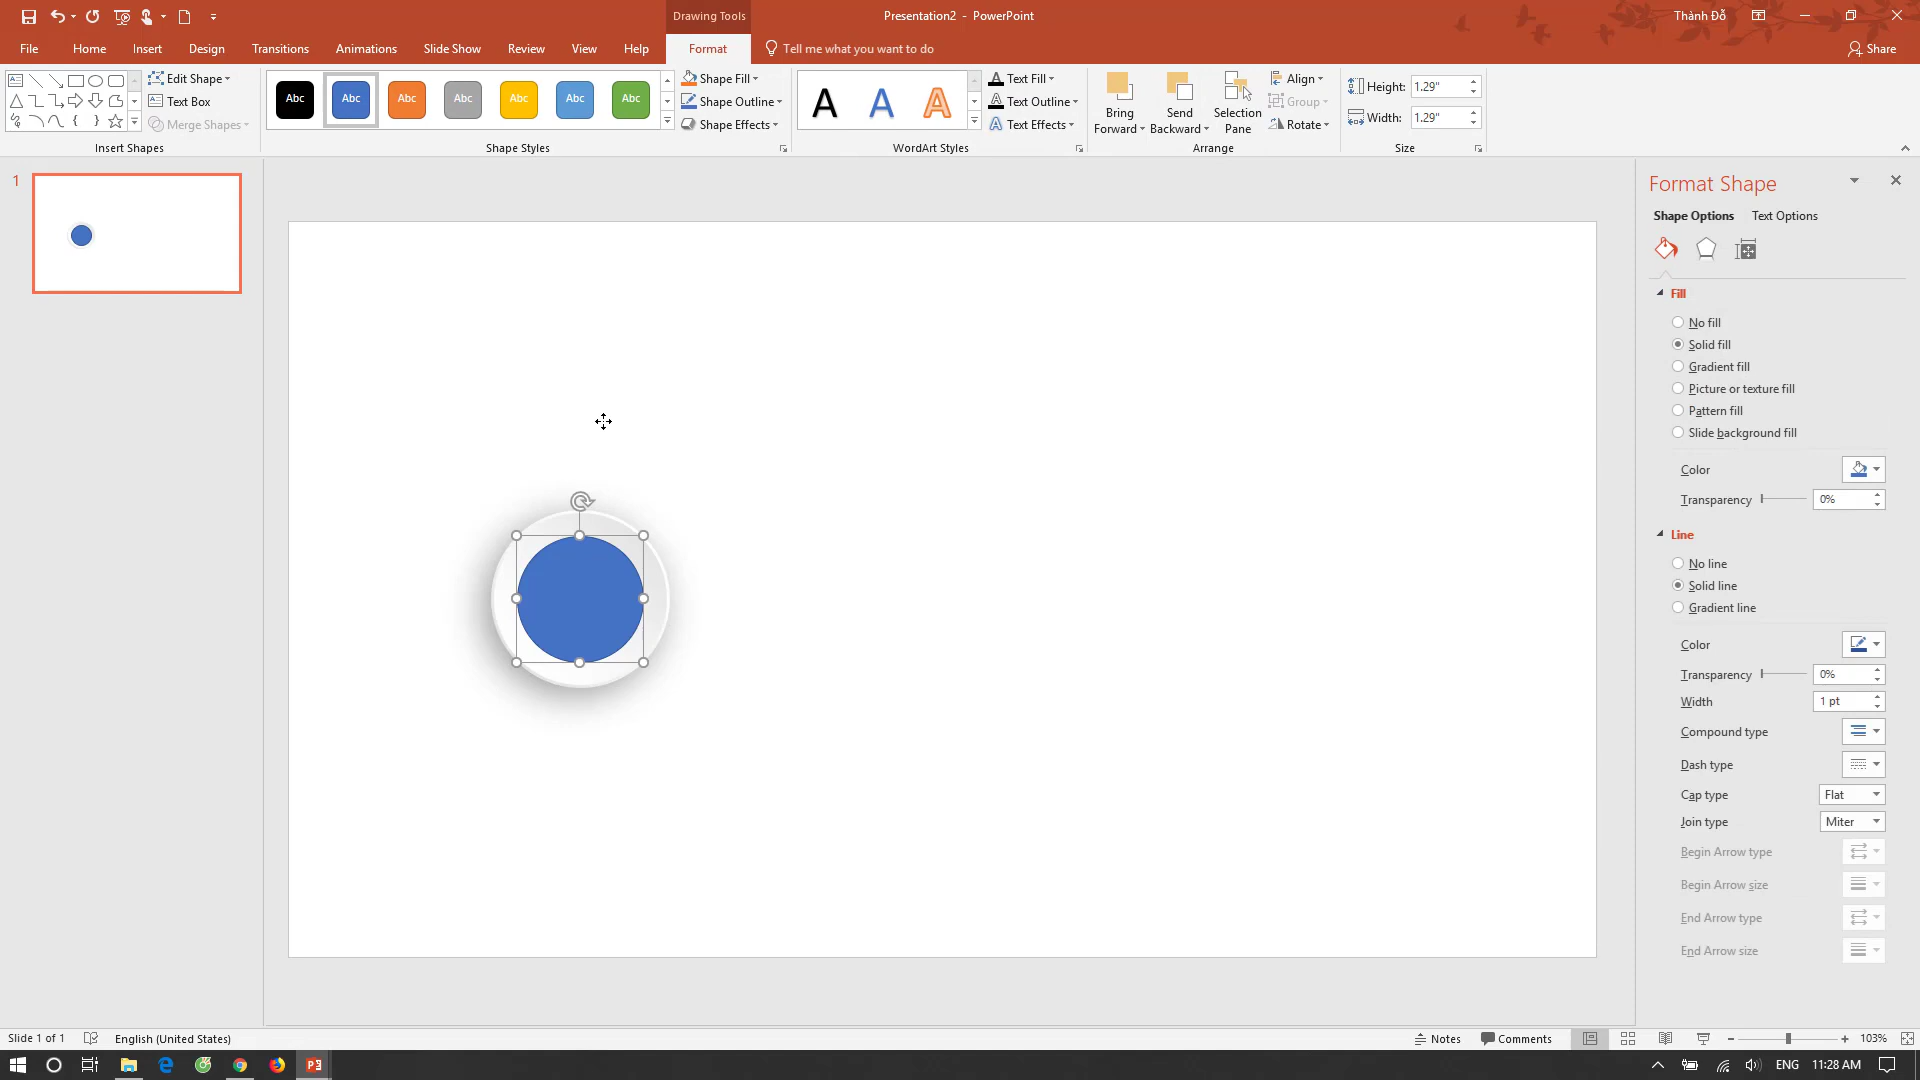 Drawing Tools
Presentation2 - PowerPoint
Thành Đỗ
File Home Insert Design Transitions Animations Slide Show Review View Help Format Tell me what you want to do Share
Edit Shape
Text Box
Merge Shapes
Insert Shapes
Abc Abc Abc Abc Abc Abc Abc
Shape Fill
Shape Outline
Shape Effects
Shape Styles
A A A
Text Fill
Text Outline
Text Effects
WordArt Styles
Bring Forward
Send Backward
Selection Pane
Align
Group
Rotate
Arrange
Height: 1.29"
Width: 1.29"
Size
1
Format Shape
Shape Options Text Options
Fill
No fill
Solid fill
Gradient fill
Picture or texture fill
Pattern fill
Slide background fill
Color
Transparency 0%
Line
No line
Solid line
Gradient line
Color
Transparency 0%
Width 1 pt
Compound type
Dash type
Cap type Flat
Join type Miter
Begin Arrow type
Begin Arrow size
End Arrow type
End Arrow size
Slide 1 of 1 English (United States) Notes Comments 103%
ENG 11:28 AM